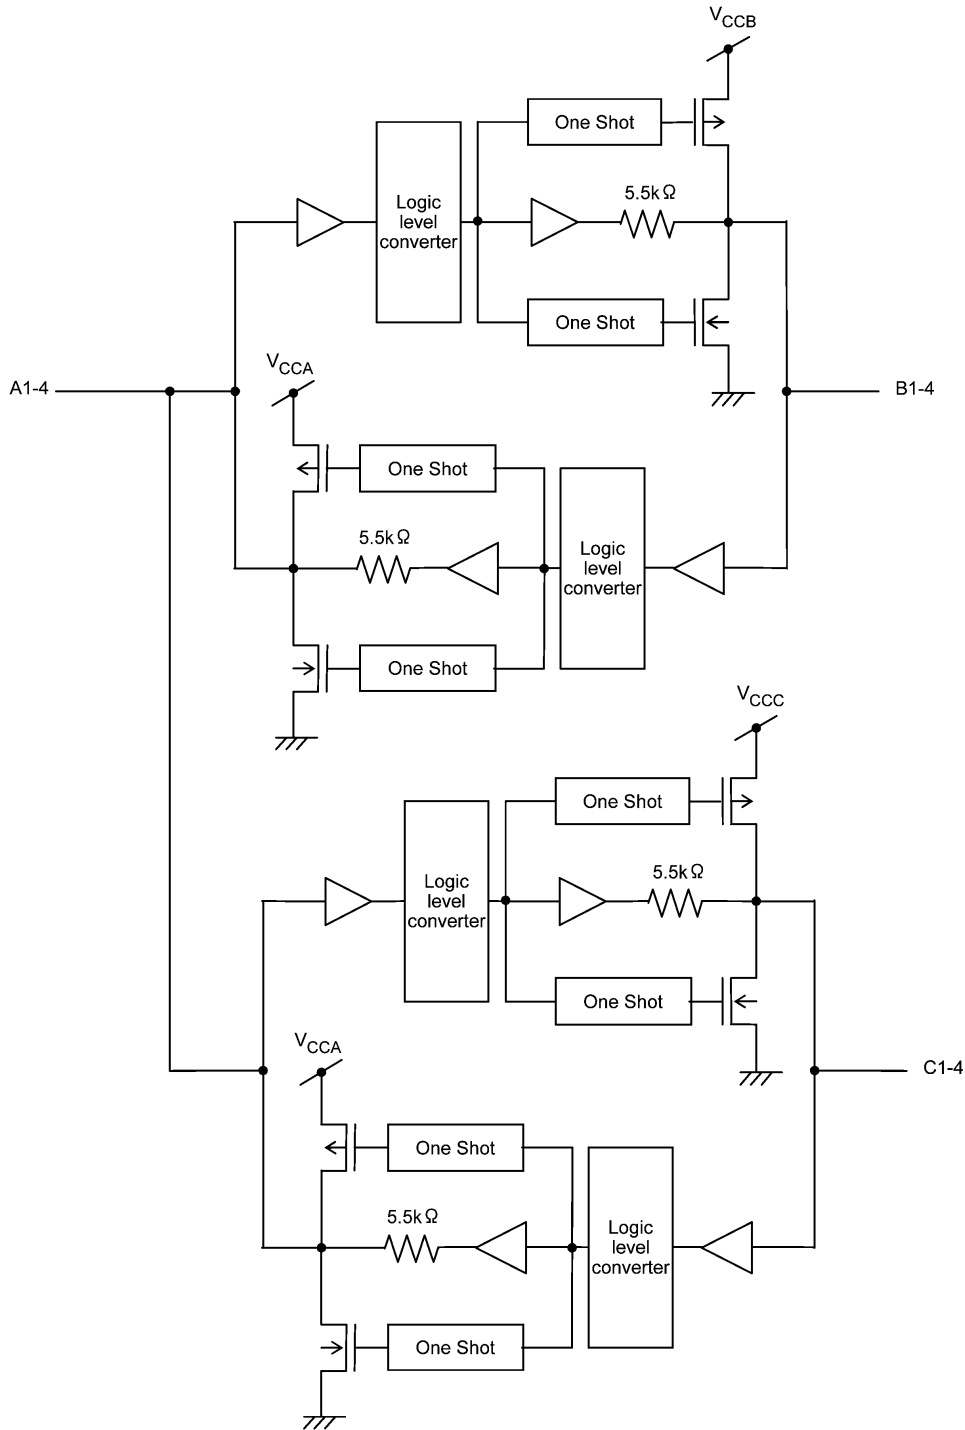 VCCB
One Shot
5.5kΩ
Logic
level
converter
One Shot
VCCA
A1-4
B1-4
One Shot
5.5kΩ
Logic
level
converter
One Shot
VCCC
One Shot
5.5kΩ
Logic
level
converter
One Shot
VCCA
C1-4
One Shot
5.5kΩ
Logic
level
converter
One Shot